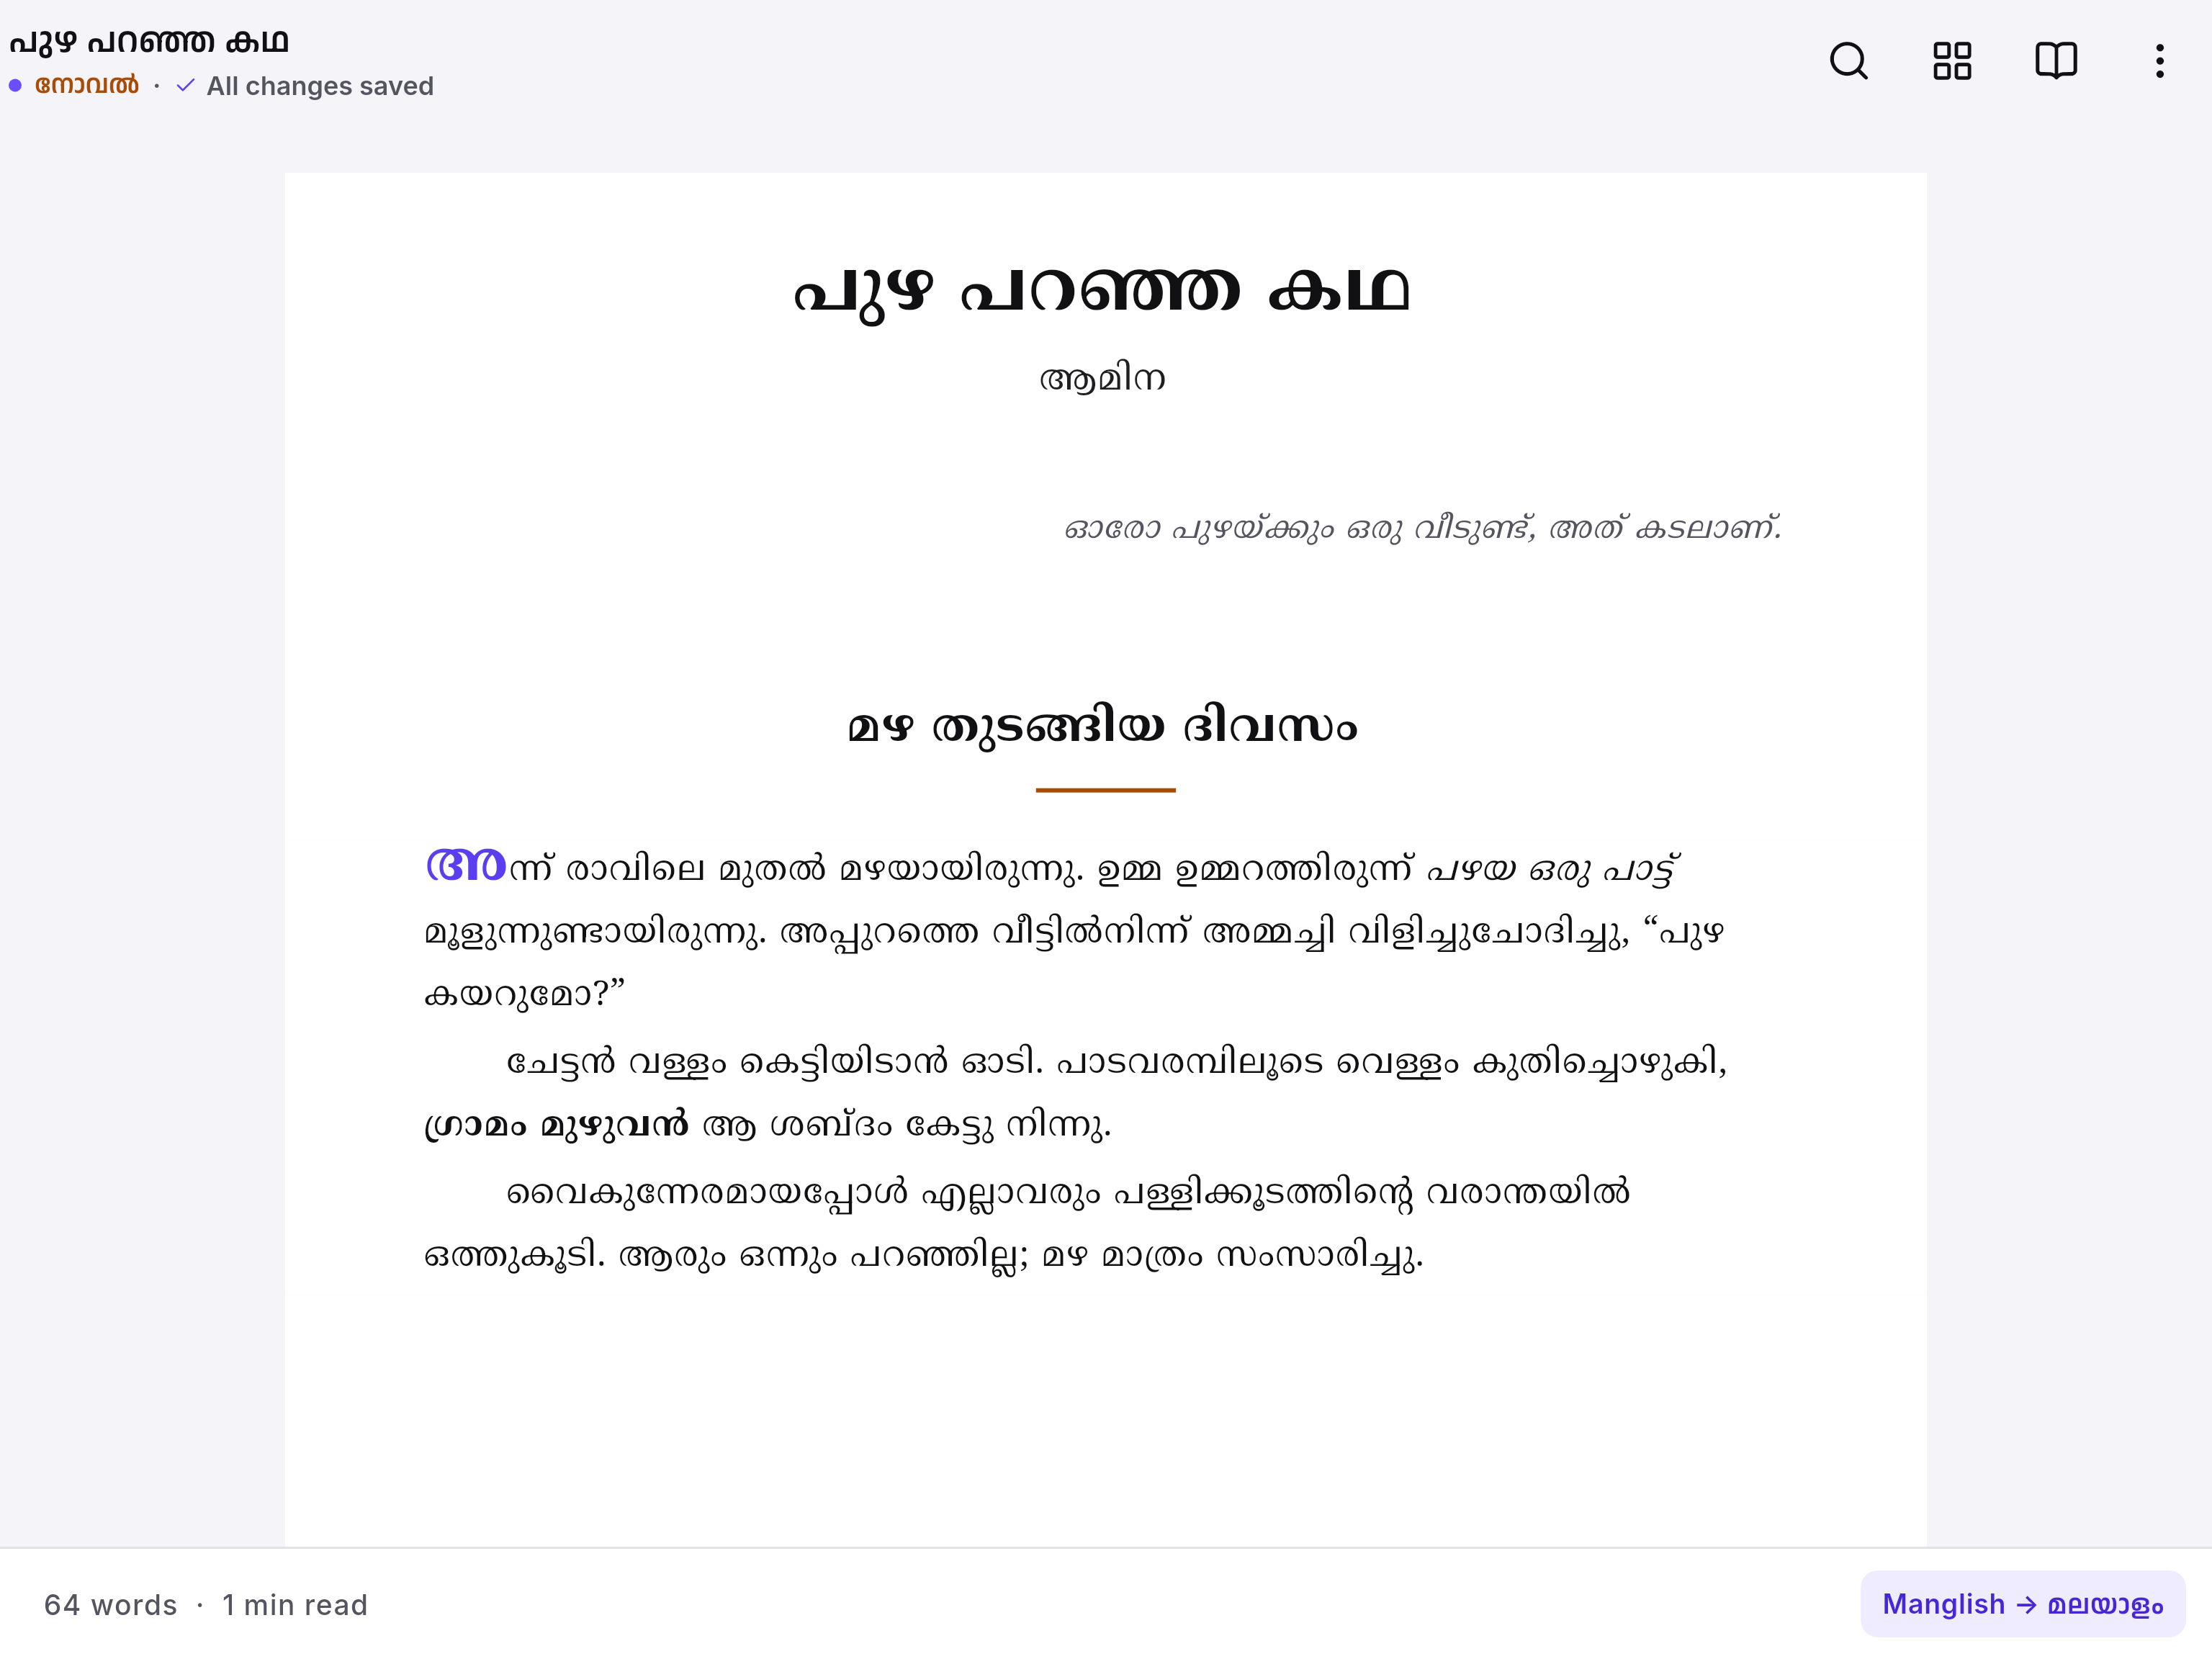 പുഴ പറഞ്ഞ കഥ
നോവൽ · All changes saved
പുഴ പറഞ്ഞ കഥ
ആമിന
ഓരോ പുഴയ്ക്കും ഒരു വീടുണ്ട്, അത് കടലാണ്.
മഴ തുടങ്ങിയ ദിവസം
അന്ന് രാവിലെ മുതൽ മഴയായിരുന്നു. ഉമ്മ ഉമ്മറത്തിരുന്ന് പഴയ ഒരു പാട്ട്
മൂളുന്നുണ്ടായിരുന്നു. അപ്പുറത്തെ വീട്ടിൽനിന്ന് അമ്മച്ചി വിളിച്ചുചോദിച്ചു, “പുഴ
കയറുമോ?”
ചേട്ടൻ വള്ളം കെട്ടിയിടാൻ ഓടി. പാടവരമ്പിലൂടെ വെള്ളം കുതിച്ചൊഴുകി,
ഗ്രാമം മുഴുവൻ ആ ശബ്ദം കേട്ടു നിന്നു.
വൈകുന്നേരമായപ്പോൾ എല്ലാവരും പള്ളിക്കൂടത്തിന്റെ വരാന്തയിൽ
ഒത്തുകൂടി. ആരും ഒന്നും പറഞ്ഞില്ല; മഴ മാത്രം സംസാരിച്ചു.
64 words · 1 min read
Manglish → മലയാളം